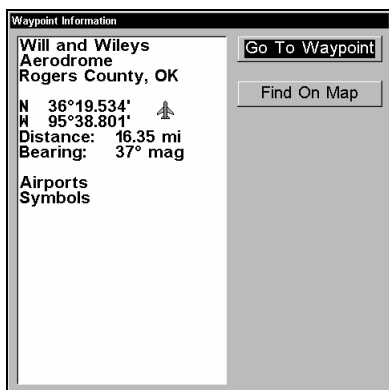 Waypoint Information
Will and Wileys
Aerodrome
Rogers County, OK
N 36°19.534'
W 95°38.801'
Distance: 16.35 mi
Bearing: 37° mag
Airports
Symbols
Go To Waypoint
Find On Map